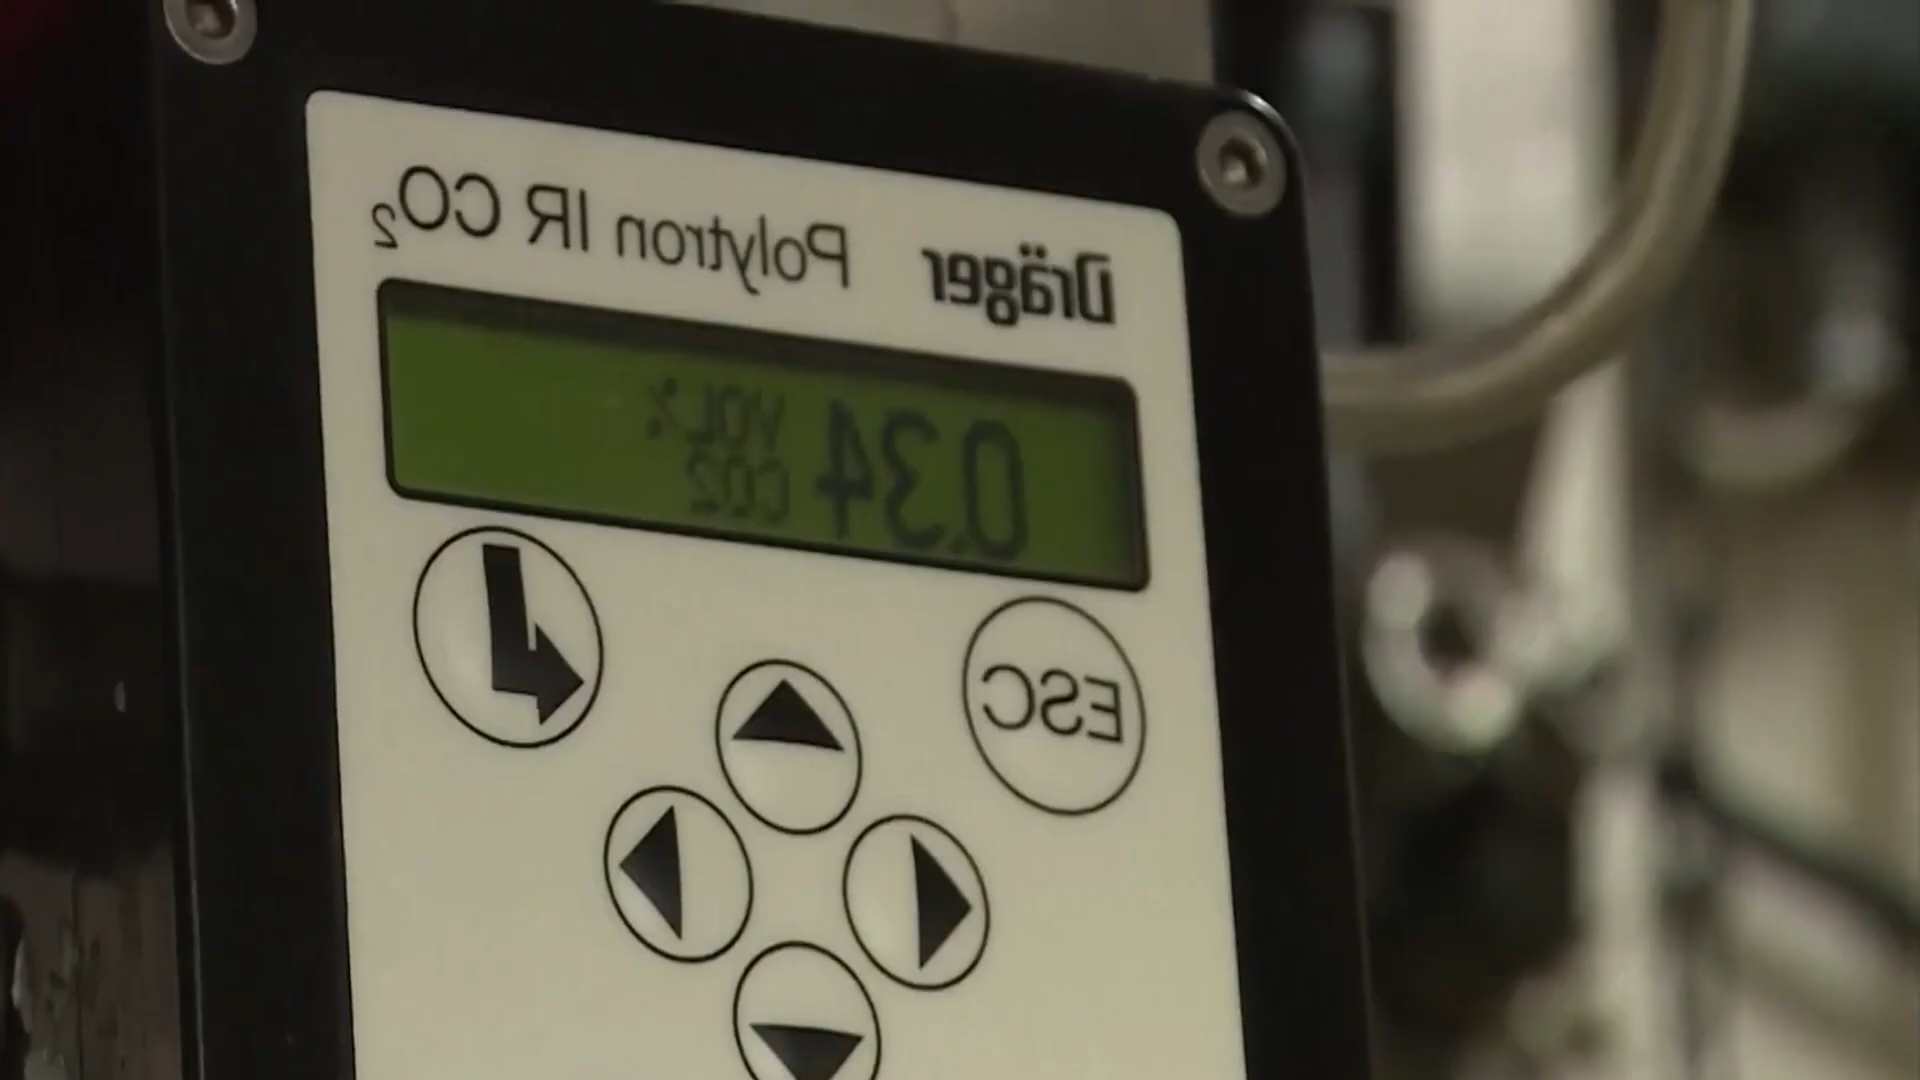 Dräger Polytron IR CO₂
0.34 VOL%
CO2
ESC